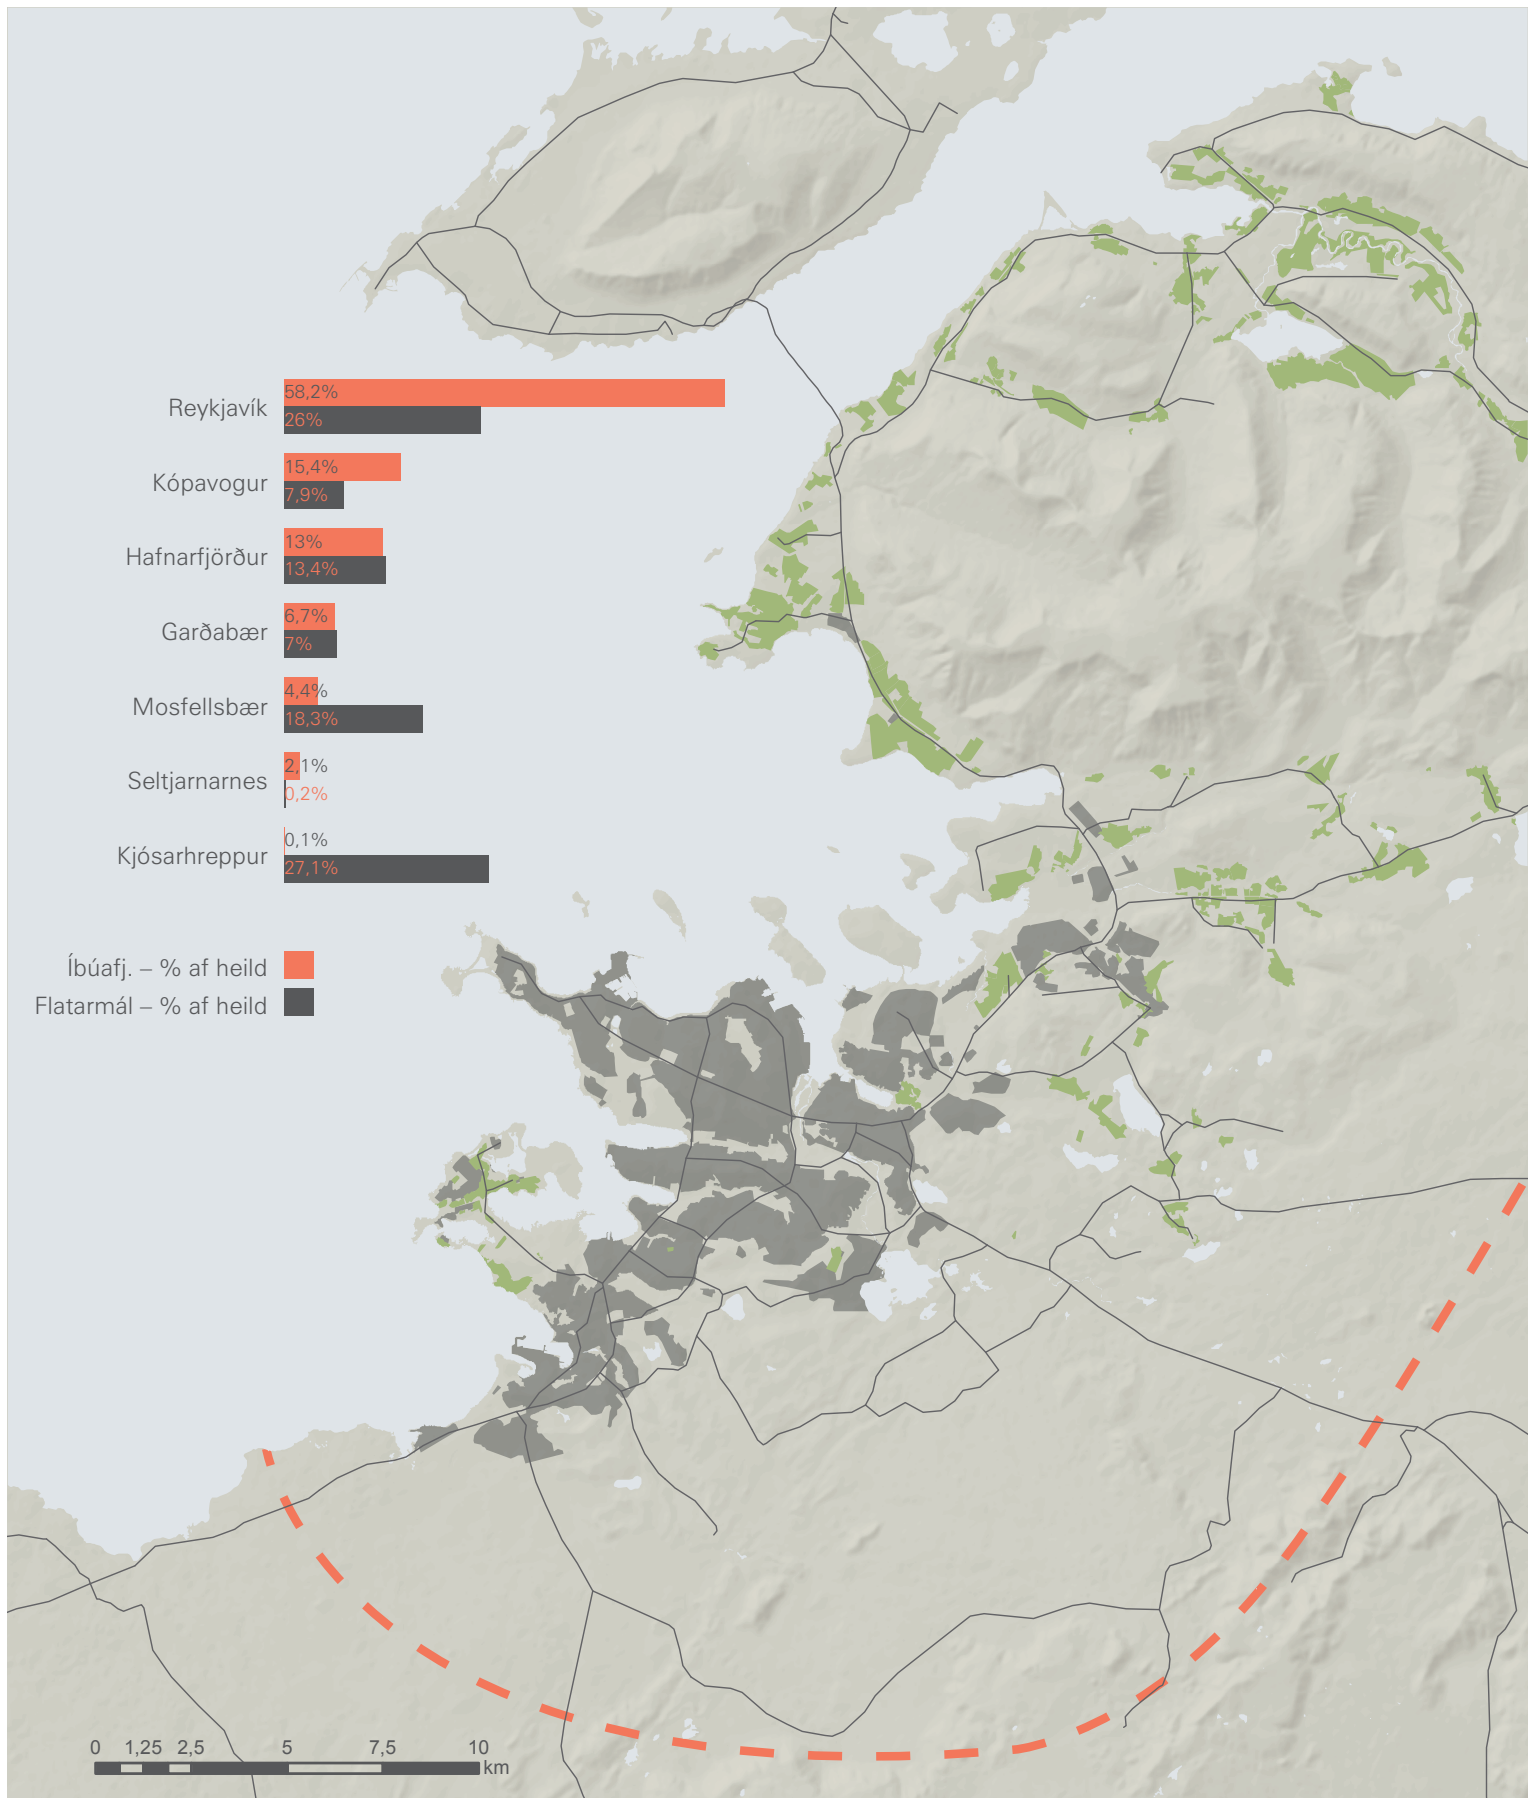 Reykjavík
58,2%
26%
Kópavogur
15,4%
7,9%
Hafnarfjörður
13%
13,4%
Garðabær
6,7%
7%
Mosfellsbær
4,4%
18,3%
Seltjarnarnes
2,1%
0,2%
Kjósarhreppur
0,1%
27,1%
Íbúafj. – % af heild
Flatarmál – % af heild
0 1,25 2,5 5 7,5 10
km